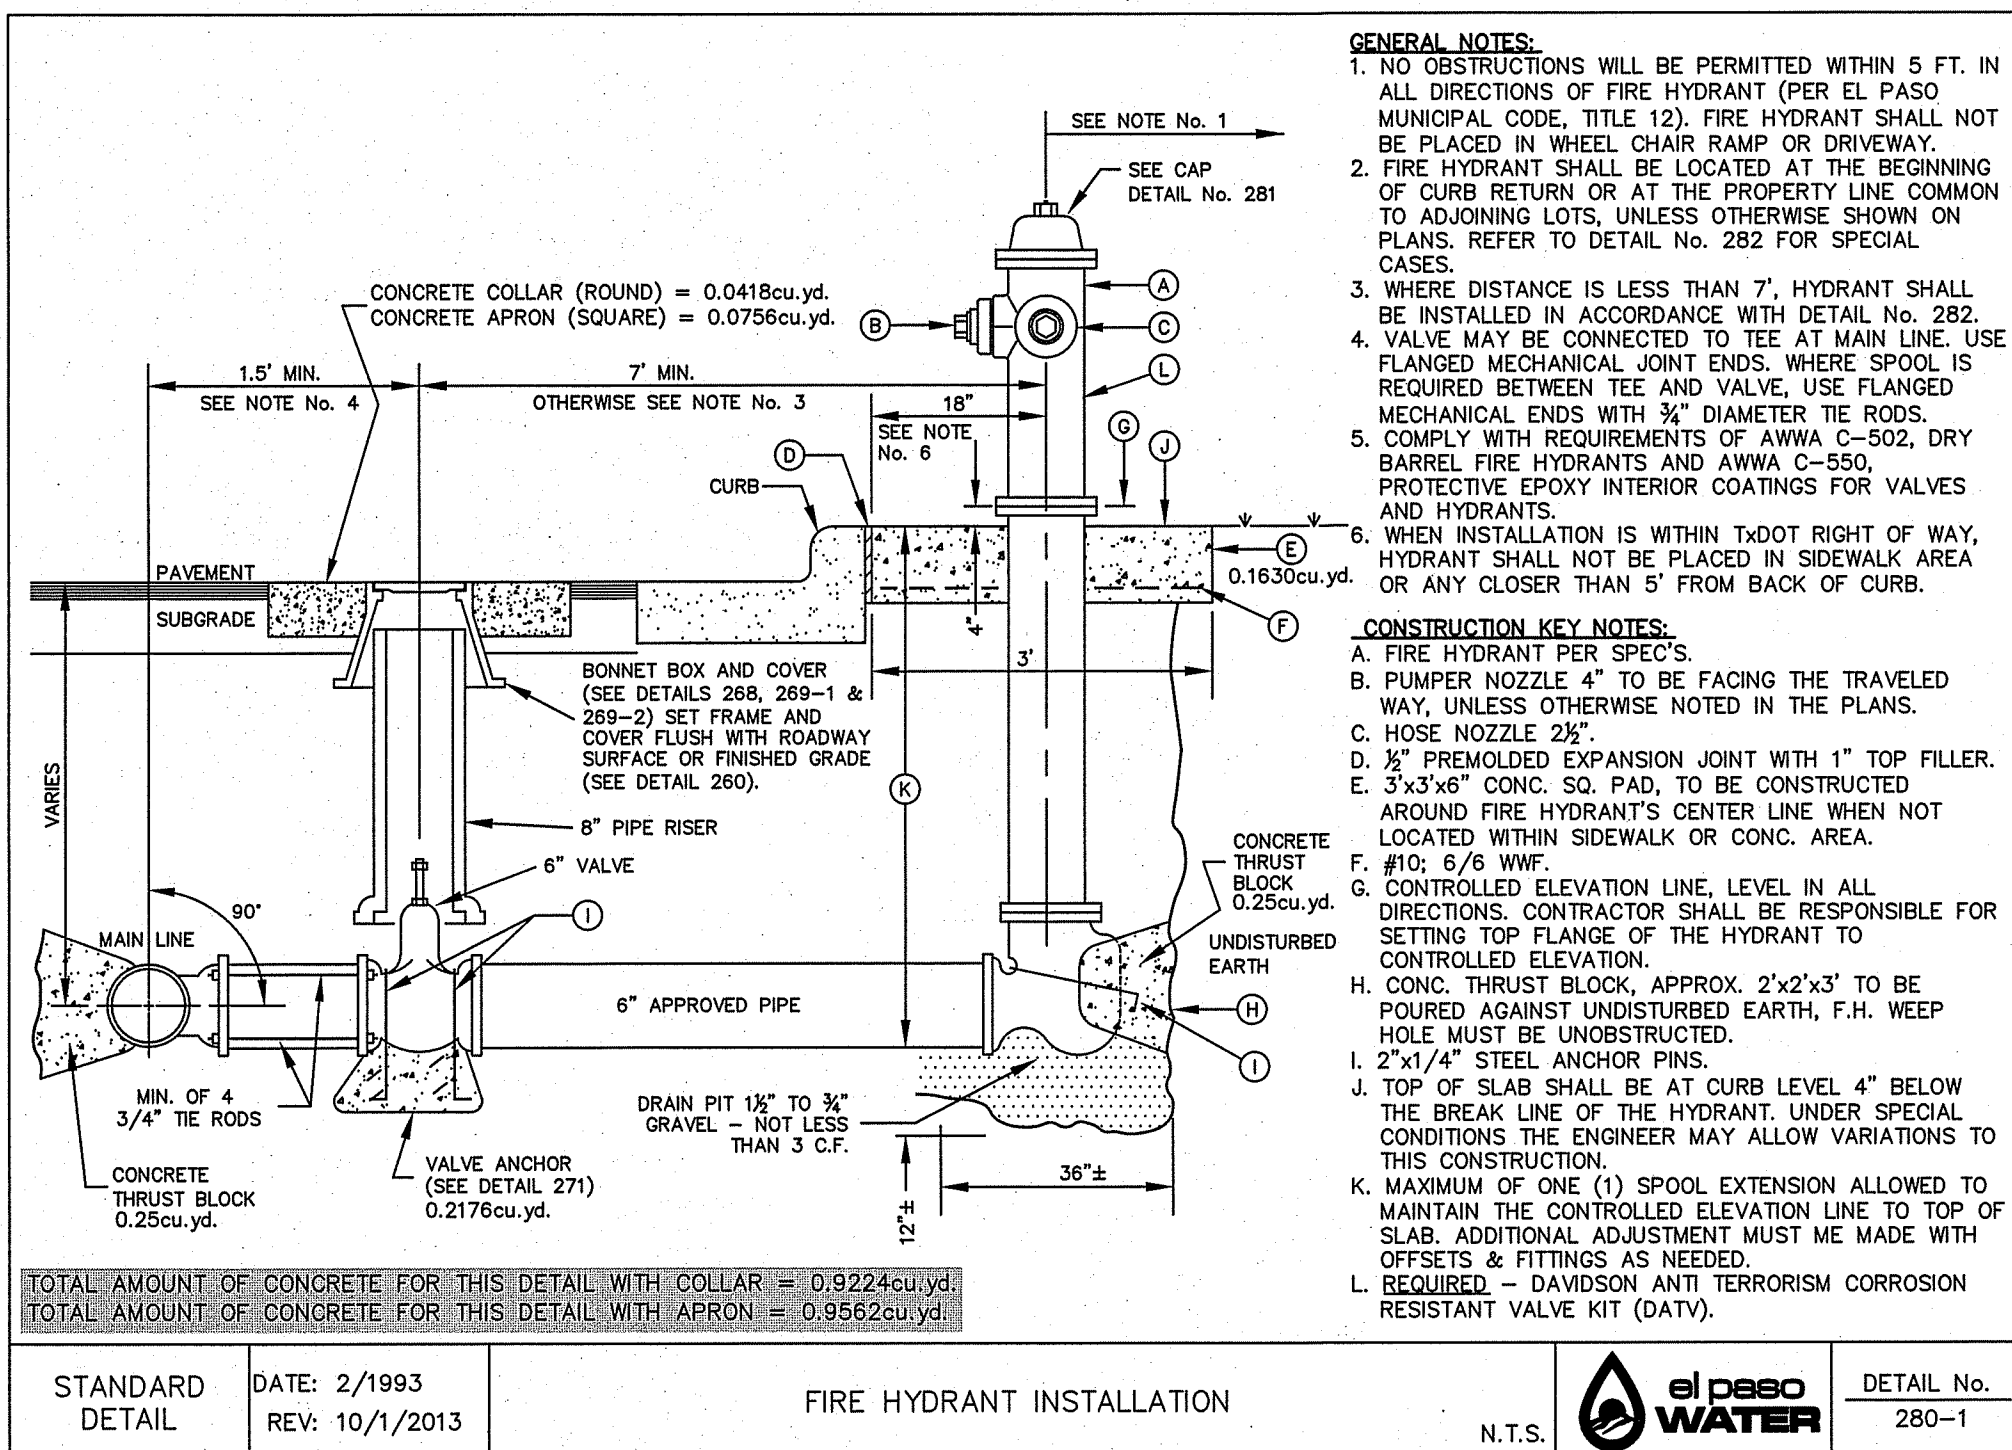 GENERAL NOTES:
1. NO OBSTRUCTIONS WILL BE PERMITTED WITHIN 5 FT. IN
ALL DIRECTIONS OF FIRE HYDRANT (PER EL PASO
MUNICIPAL CODE, TITLE 12). FIRE HYDRANT SHALL NOT
BE PLACED IN WHEEL CHAIR RAMP OR DRIVEWAY.
2. FIRE HYDRANT SHALL BE LOCATED AT THE BEGINNING
OF CURB RETURN OR AT THE PROPERTY LINE COMMON
TO ADJOINING LOTS, UNLESS OTHERWISE SHOWN ON
PLANS. REFER TO DETAIL No. 282 FOR SPECIAL
CASES.
3. WHERE DISTANCE IS LESS THAN 7', HYDRANT SHALL
BE INSTALLED IN ACCORDANCE WITH DETAIL No. 282.
4. VALVE MAY BE CONNECTED TO TEE AT MAIN LINE. USE
FLANGED MECHANICAL JOINT ENDS. WHERE SPOOL IS
REQUIRED BETWEEN TEE AND VALVE, USE FLANGED
MECHANICAL ENDS WITH ¾" DIAMETER TIE RODS.
5. COMPLY WITH REQUIREMENTS OF AWWA C-502, DRY
BARREL FIRE HYDRANTS AND AWWA C-550,
PROTECTIVE EPOXY INTERIOR COATINGS FOR VALVES
AND HYDRANTS.
6. WHEN INSTALLATION IS WITHIN TxDOT RIGHT OF WAY,
HYDRANT SHALL NOT BE PLACED IN SIDEWALK AREA
OR ANY CLOSER THAN 5' FROM BACK OF CURB.
CONSTRUCTION KEY NOTES:
A. FIRE HYDRANT PER SPEC'S.
B. PUMPER NOZZLE 4" TO BE FACING THE TRAVELED
WAY, UNLESS OTHERWISE NOTED IN THE PLANS.
C. HOSE NOZZLE 2½".
D. ½" PREMOLDED EXPANSION JOINT WITH 1" TOP FILLER.
E. 3'x3'x6" CONC. SQ. PAD, TO BE CONSTRUCTED
AROUND FIRE HYDRANT'S CENTER LINE WHEN NOT
LOCATED WITHIN SIDEWALK OR CONC. AREA.
F. #10; 6/6 WWF.
G. CONTROLLED ELEVATION LINE, LEVEL IN ALL
DIRECTIONS. CONTRACTOR SHALL BE RESPONSIBLE FOR
SETTING TOP FLANGE OF THE HYDRANT TO
CONTROLLED ELEVATION.
H. CONC. THRUST BLOCK, APPROX. 2'x2'x3' TO BE
POURED AGAINST UNDISTURBED EARTH, F.H. WEEP
HOLE MUST BE UNOBSTRUCTED.
I. 2"x1/4" STEEL ANCHOR PINS.
J. TOP OF SLAB SHALL BE AT CURB LEVEL 4" BELOW
THE BREAK LINE OF THE HYDRANT. UNDER SPECIAL
CONDITIONS THE ENGINEER MAY ALLOW VARIATIONS TO
THIS CONSTRUCTION.
K. MAXIMUM OF ONE (1) SPOOL EXTENSION ALLOWED TO
MAINTAIN THE CONTROLLED ELEVATION LINE TO TOP OF
SLAB. ADDITIONAL ADJUSTMENT MUST ME MADE WITH
OFFSETS & FITTINGS AS NEEDED.
L. REQUIRED - DAVIDSON ANTI TERRORISM CORROSION
RESISTANT VALVE KIT (DATV).
SEE NOTE No. 1
SEE CAP
DETAIL No. 281
CONCRETE COLLAR (ROUND) = 0.0418cu.yd.
CONCRETE APRON (SQUARE) = 0.0756cu.yd.
A
B
C
L
1.5' MIN.
SEE NOTE No. 4
7' MIN.
OTHERWISE SEE NOTE No. 3
18"
SEE NOTE
No. 6
G
J
D
CURB
E
0.1630cu.yd.
F
4"
3'
PAVEMENT
SUBGRADE
BONNET BOX AND COVER
(SEE DETAILS 268, 269-1 &
269-2) SET FRAME AND
COVER FLUSH WITH ROADWAY
SURFACE OR FINISHED GRADE
(SEE DETAIL 260).
VARIES
K
8" PIPE RISER
6" VALVE
I
90°
MAIN LINE
6" APPROVED PIPE
CONCRETE
THRUST
BLOCK
0.25cu.yd.
UNDISTURBED
EARTH
H
I
MIN. OF 4
3/4" TIE RODS
DRAIN PIT 1½" TO ¾"
GRAVEL - NOT LESS
THAN 3 C.F.
CONCRETE
THRUST BLOCK
0.25cu.yd.
VALVE ANCHOR
(SEE DETAIL 271)
0.2176cu.yd.
36"±
12"±
TOTAL AMOUNT OF CONCRETE FOR THIS DETAIL WITH COLLAR = 0.9224cu.yd.
TOTAL AMOUNT OF CONCRETE FOR THIS DETAIL WITH APRON = 0.9562cu.yd.
STANDARD
DETAIL
DATE: 2/1993
REV: 10/1/2013
FIRE HYDRANT INSTALLATION
N.T.S.
el paso
WATER
DETAIL No.
280-1